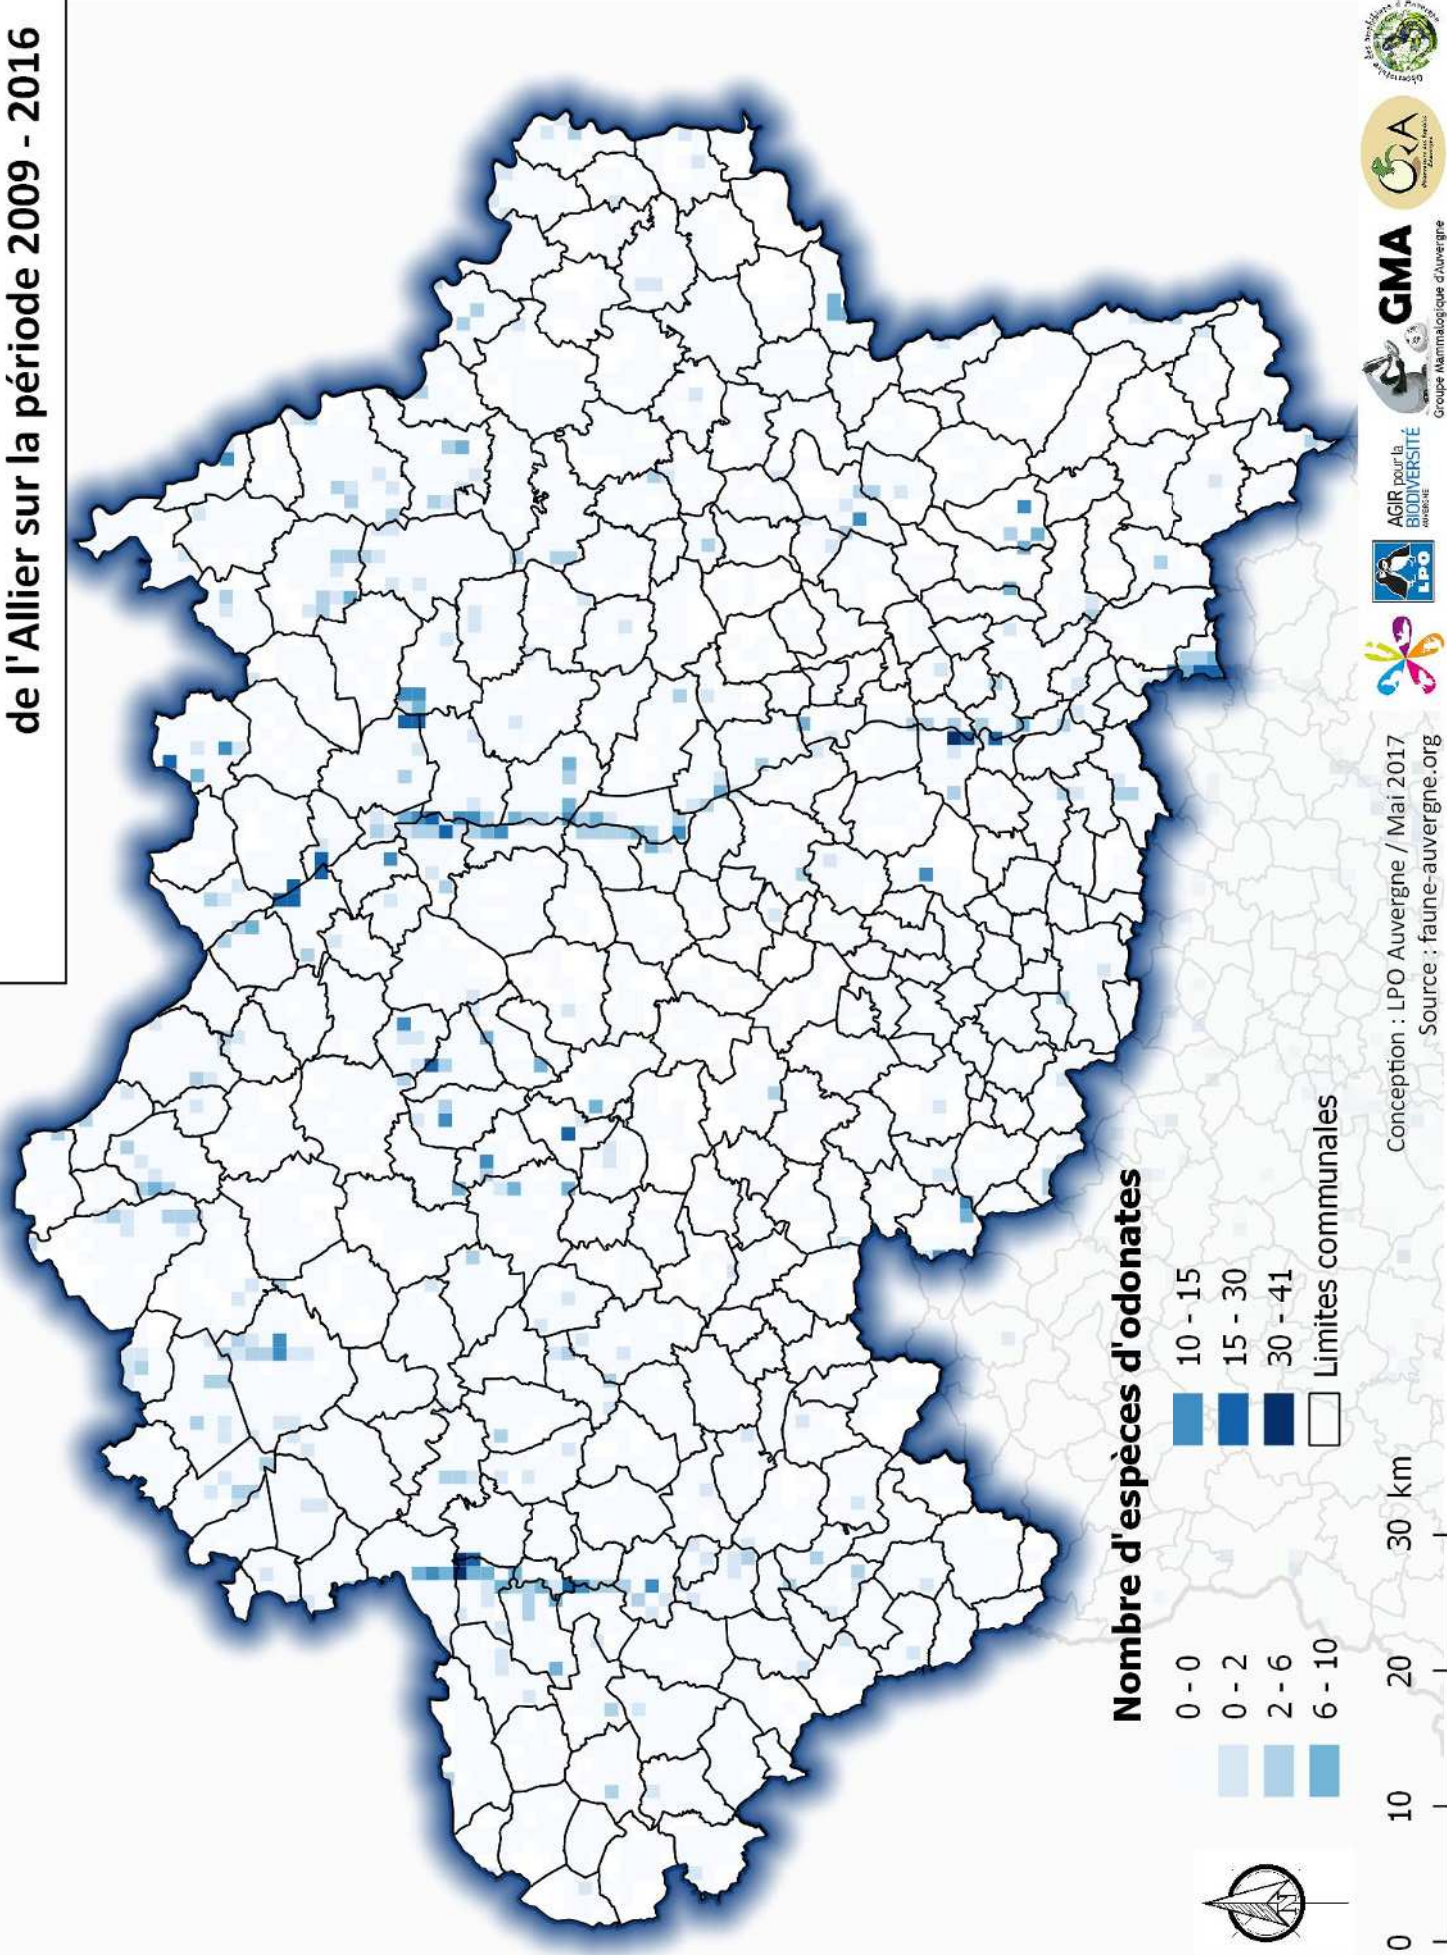 de l'Allier sur la période 2009 - 2016
Nombre d'espèces d'odonates
0 - 0
0 - 2
2 - 6
6 - 10
10 - 15
15 - 30
30 - 41
Limites communales
0 10 20 30 km
Conception : LPO Auvergne / Mai 2017
Source : faune-auvergne.org
LPO
AGIR pour la
BIODIVERSITÉ
AUVERGNE
GMA
Groupe Mammalogique d'Auvergne
ORA
N